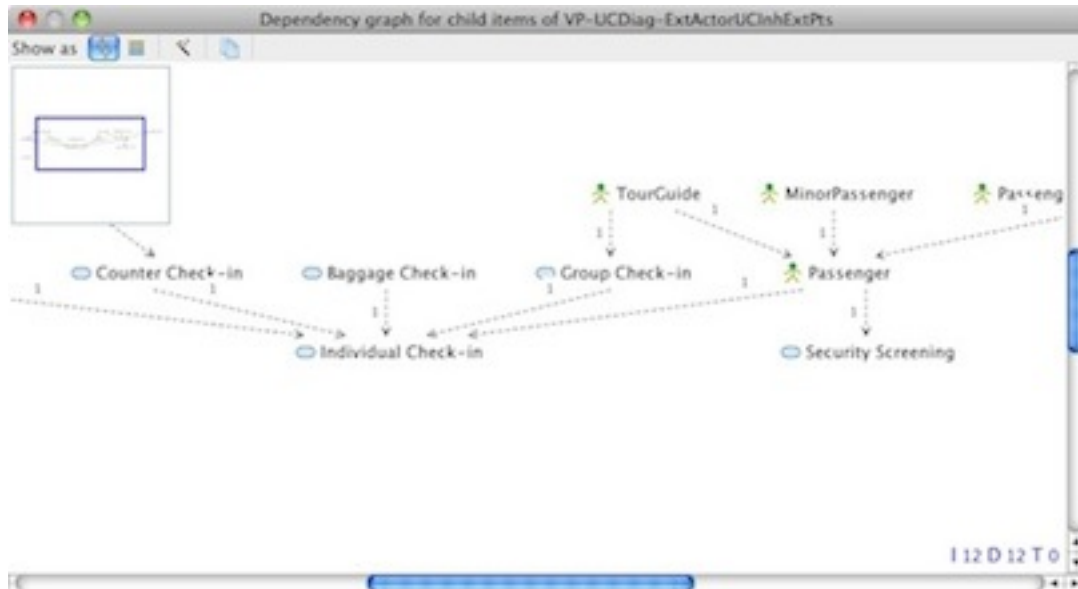 Dependency graph for child items of VP-UCDiag-ExtActorUCInhExtPts
Show as
TourGuide MinorPassenger Passeng
1 1
1 1
Counter Check-in Baggage Check-in Group Check-in Passenger
1 1 1 1
1 1
Individual Check-in Security Screening
I 12 D 12 T 0